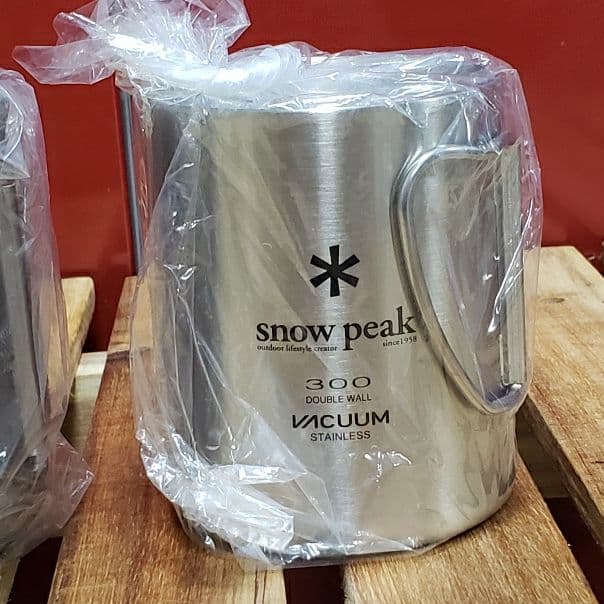 snow peak
outdoor lifestyle creator since1958
300
DOUBLE WALL
VACUUM
STAINLESS